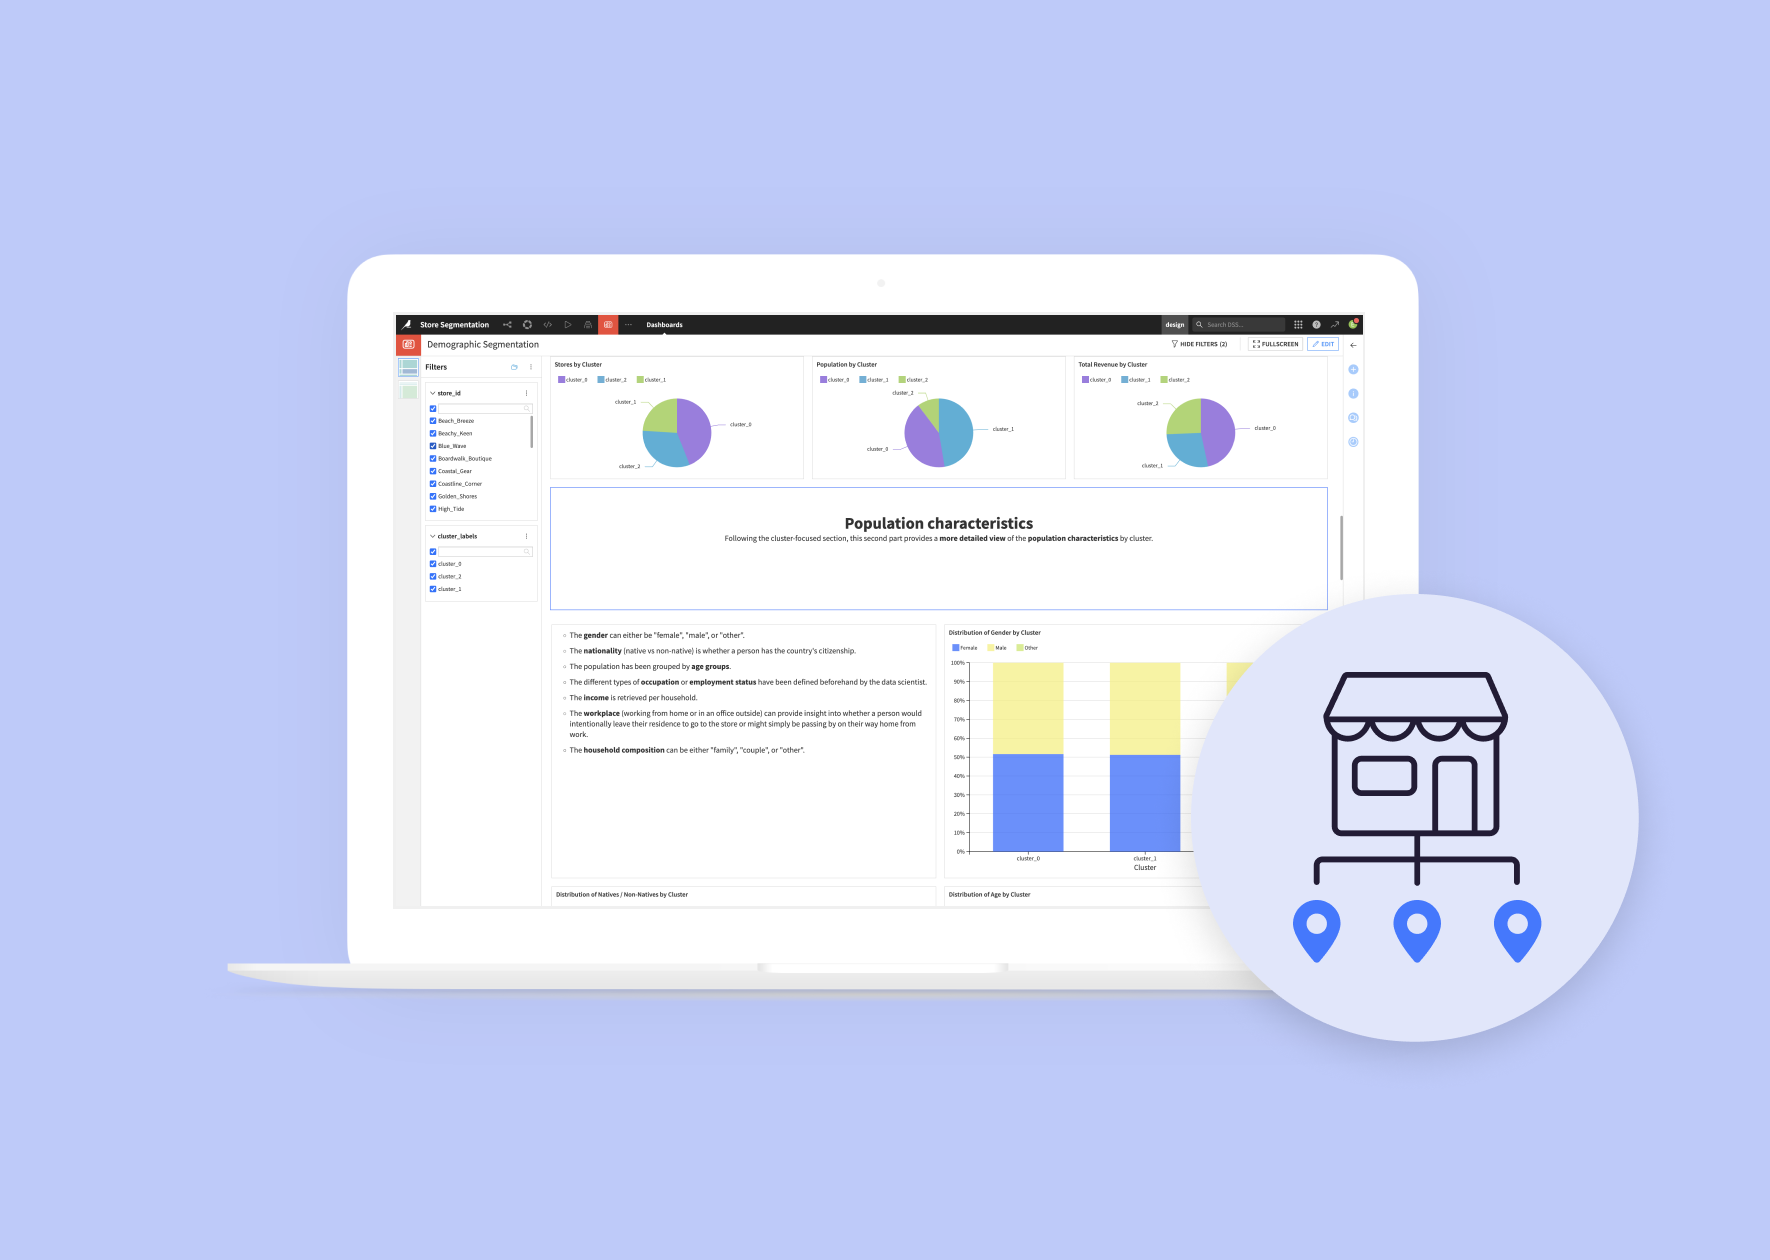 Store Segmentation
Dashboards
design
Search DSS...
Demographic Segmentation
HIDE FILTERS (2)
FULLSCREEN
EDIT
Filters
store_id
Beach_Breeze
Beachy_Keen
Blue_Wave
Boardwalk_Boutique
Coastal_Gear
Coastline_Corner
Golden_Shores
High_Tide
cluster_labels
cluster_0
cluster_2
cluster_1
Stores by Cluster
cluster_0 cluster_2 cluster_1
cluster_1
cluster_0
cluster_2
Population by Cluster
cluster_0 cluster_1 cluster_2
cluster_2
cluster_1
cluster_0
Total Revenue by Cluster
cluster_0 cluster_1 cluster_2
cluster_2
cluster_0
cluster_1
Population characteristics
Following the cluster-focused section, this second part provides a more detailed view of the population characteristics by cluster.
The gender can either be "female", "male", or "other".
The nationality (native vs non-native) is whether a person has the country's citizenship.
The population has been grouped by age groups.
The different types of occupation or employment status have been defined beforehand by the data scientist.
The income is retrieved per household.
The workplace (working from home or in an office outside) can provide insight into whether a person would
intentionally leave their residence to go to the store or might simply be passing by on their way home from
work.
The household composition can be either "family", "couple", or "other".
Distribution of Gender by Cluster
Female Male Other
100%
90%
80%
70%
60%
50%
40%
30%
20%
10%
0%
cluster_0 cluster_1
Cluster
Distribution of Natives / Non-Natives by Cluster
Distribution of Age by Cluster